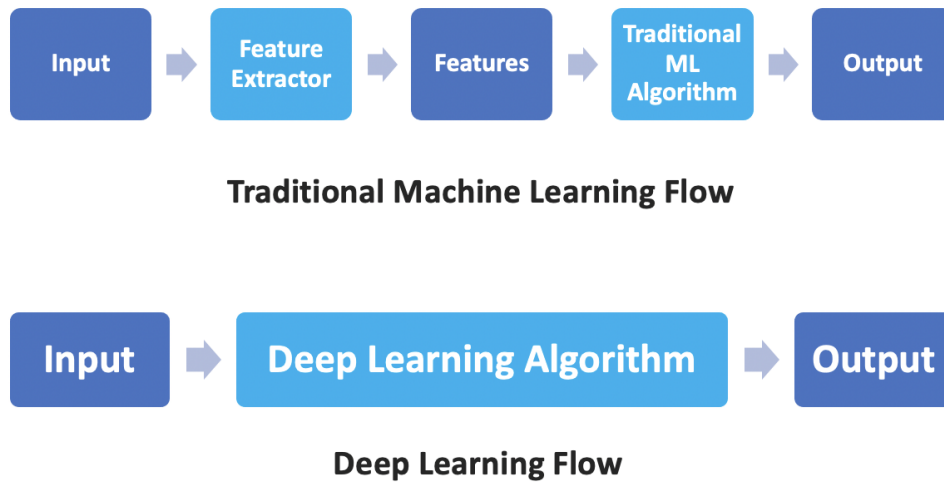 Input
Feature
Extractor
Features
Traditional
ML
Algorithm
Output
Traditional Machine Learning Flow
Input
Deep Learning Algorithm
Output
Deep Learning Flow